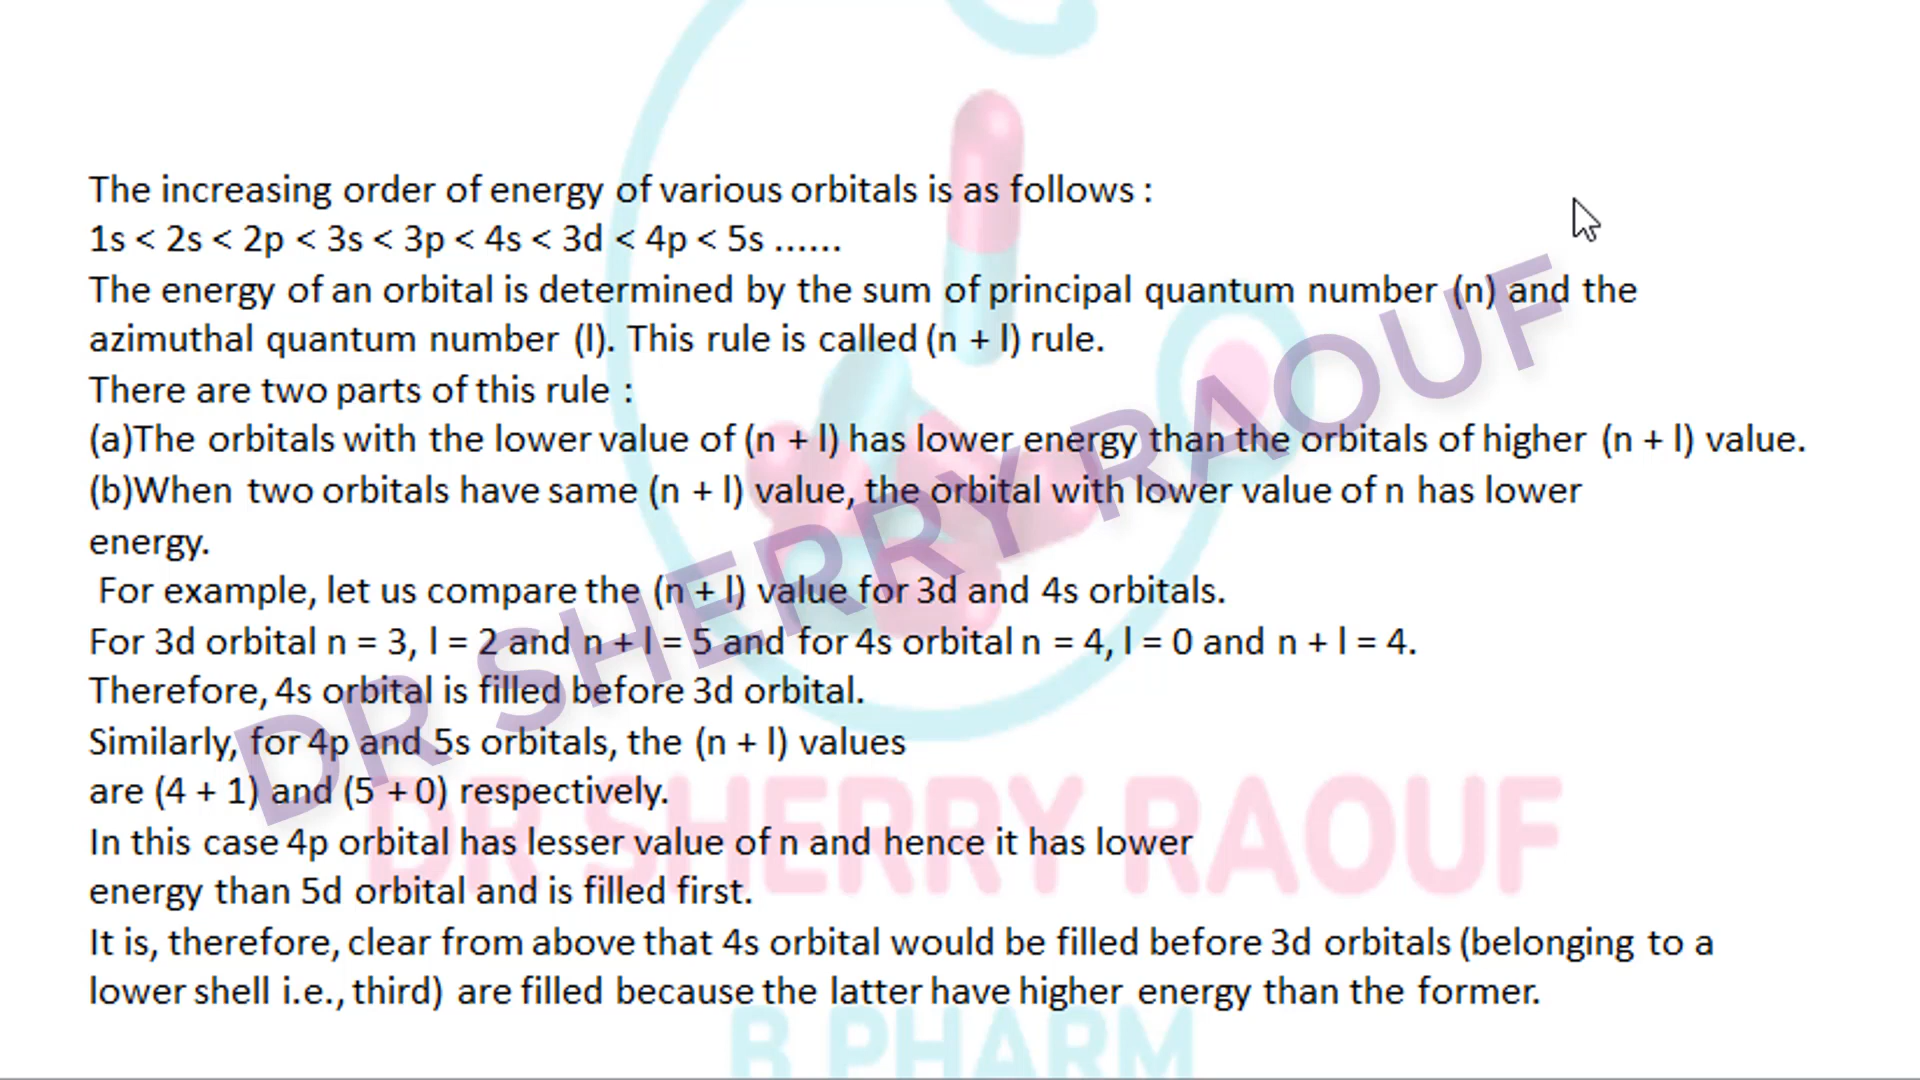 The increasing order of energy of various orbitals is as follows :
1s < 2s < 2p < 3s < 3p < 4s < 3d < 4p < 5s ......
The energy of an orbital is determined by the sum of principal quantum number (n) and the
azimuthal quantum number (l). This rule is called (n + l) rule.
There are two parts of this rule :
(a)The orbitals with the lower value of (n + l) has lower energy than the orbitals of higher (n + l) value.
(b)When two orbitals have same (n + l) value, the orbital with lower value of n has lower
energy.
For example, let us compare the (n + l) value for 3d and 4s orbitals.
For 3d orbital n = 3, l = 2 and n + l = 5 and for 4s orbital n = 4, l = 0 and n + l = 4.
Therefore, 4s orbital is filled before 3d orbital.
Similarly, for 4p and 5s orbitals, the (n + l) values
are (4 + 1) and (5 + 0) respectively.
In this case 4p orbital has lesser value of n and hence it has lower
energy than 5d orbital and is filled first.
It is, therefore, clear from above that 4s orbital would be filled before 3d orbitals (belonging to a
lower shell i.e., third) are filled because the latter have higher energy than the former.
DR SHERRY RAOUF
DR SHERRY RAOUF
B PHARM